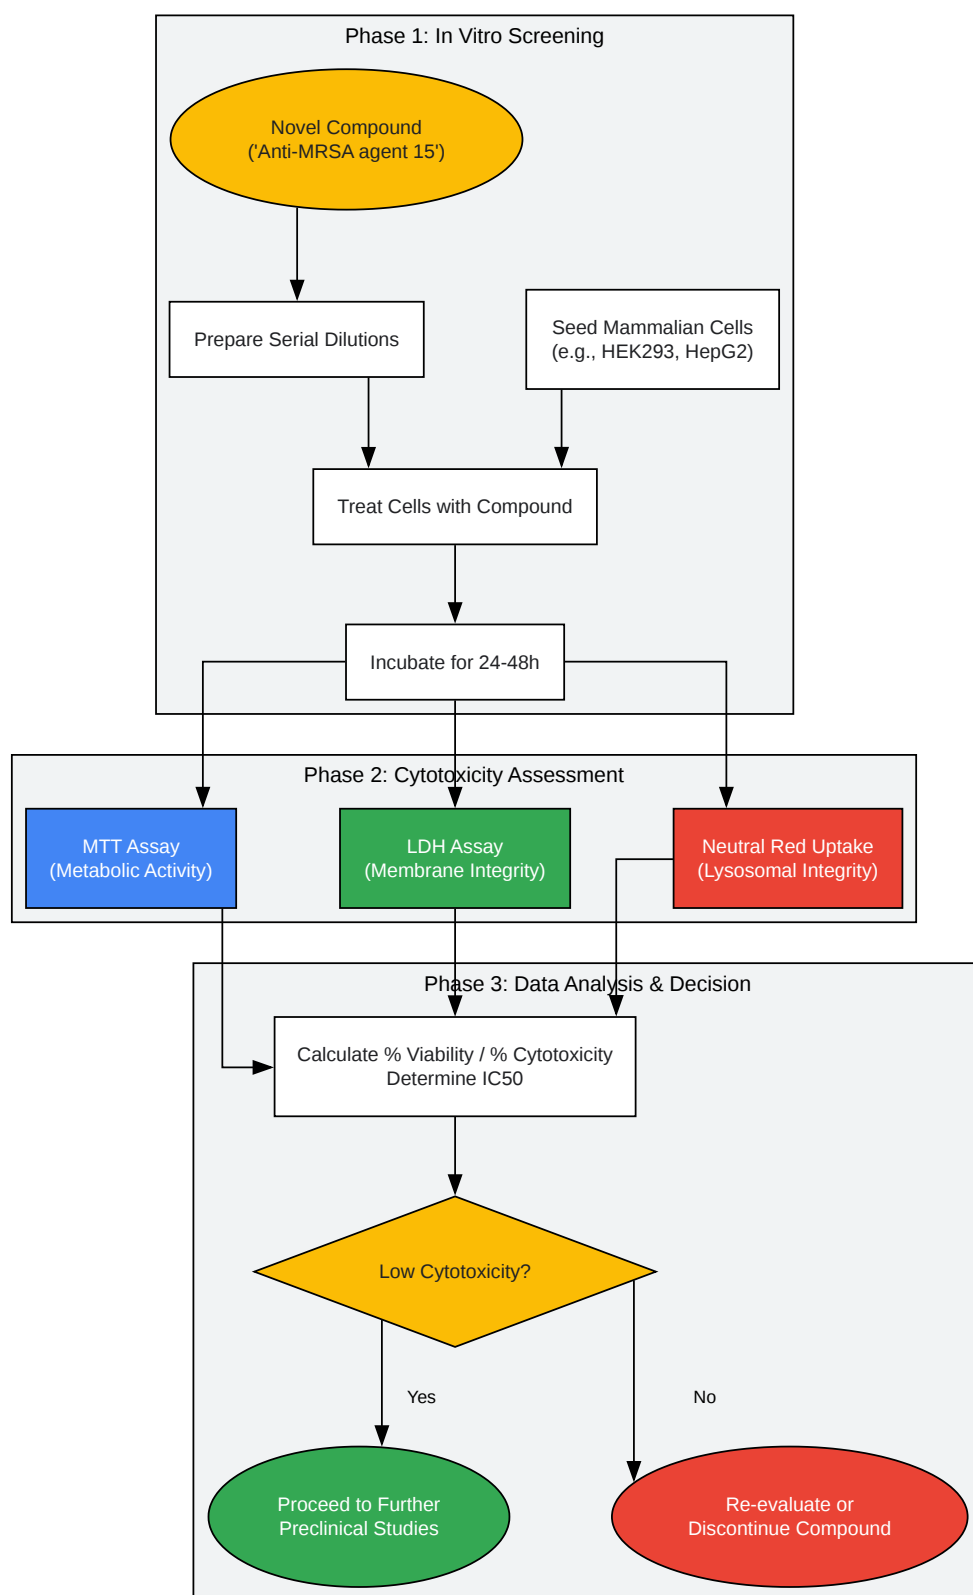 Phase 1: In Vitro Screening
Novel Compound
('Anti-MRSA agent 15')
Prepare Serial Dilutions
Seed Mammalian Cells
(e.g., HEK293, HepG2)
Treat Cells with Compound
Incubate for 24-48h
Phase 2: Cytotoxicity Assessment
MTT Assay
(Metabolic Activity)
LDH Assay
(Membrane Integrity)
Neutral Red Uptake
(Lysosomal Integrity)
Phase 3: Data Analysis & Decision
Calculate % Viability / % Cytotoxicity
Determine IC50
Low Cytotoxicity?
Yes
No
Proceed to Further
Preclinical Studies
Re-evaluate or
Discontinue Compound